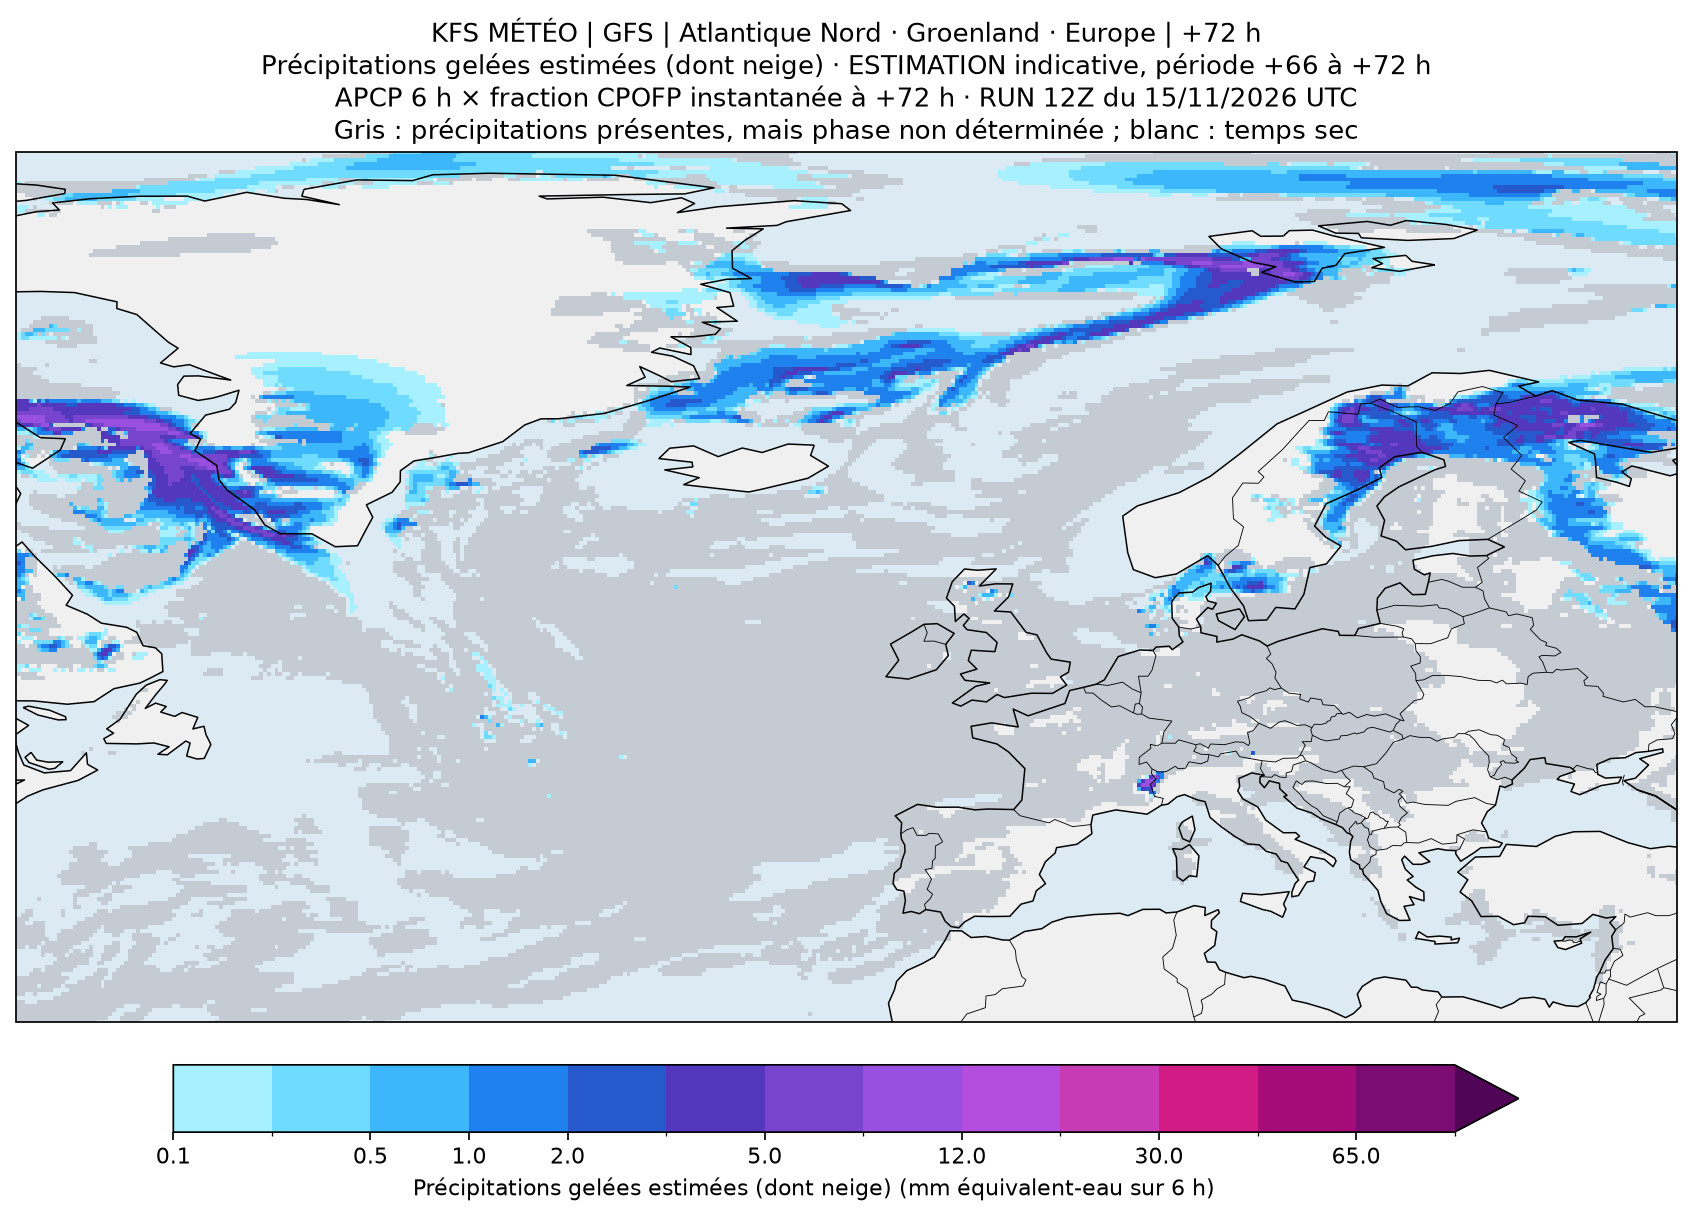 KFS MÉTÉO | GFS | Atlantique Nord · Groenland · Europe | +72 h
Précipitations gelées estimées (dont neige) · ESTIMATION indicative, période +66 à +72 h
APCP 6 h × fraction CPOFP instantanée à +72 h · RUN 12Z du 15/11/2026 UTC
Gris : précipitations présentes, mais phase non déterminée ; blanc : temps sec
0.1 0.5 1.0 2.0 5.0 12.0 30.0 65.0
Précipitations gelées estimées (dont neige) (mm équivalent-eau sur 6 h)